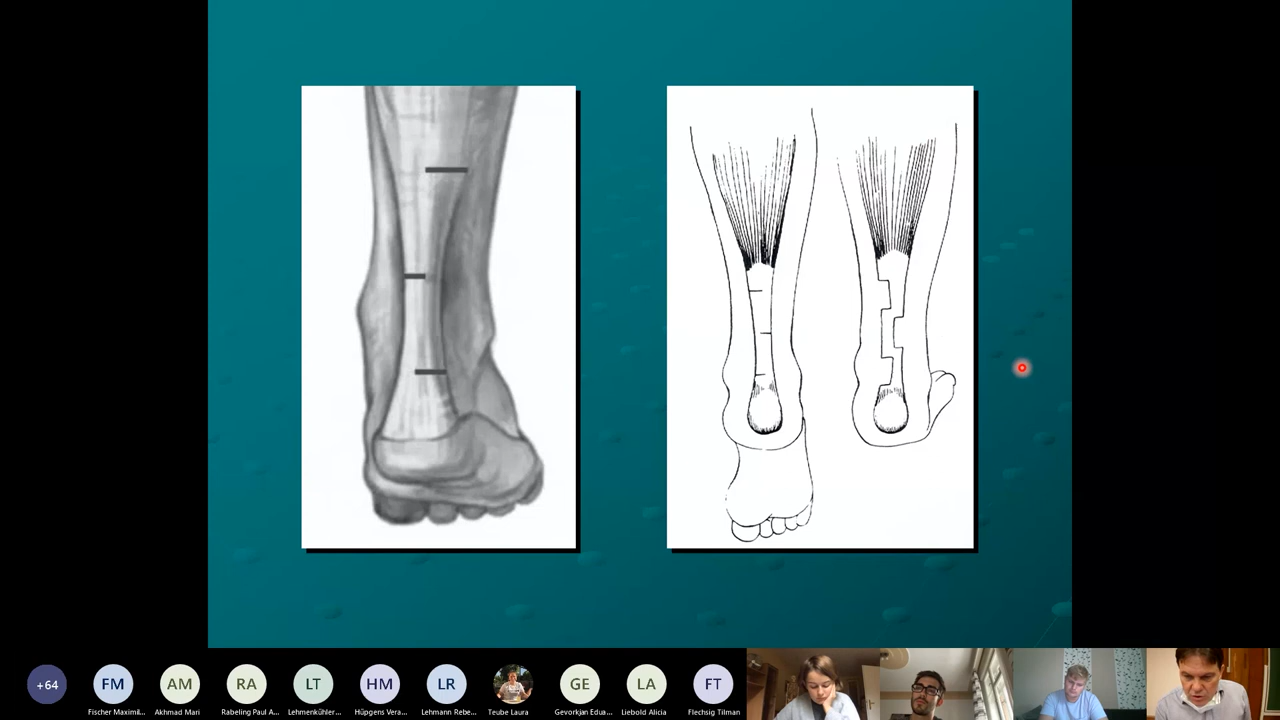 +64
FM
AM
RA
LT
HM
LR
GE
LA
FT
Fischer Maximil...
Akhmad Mari
Rabeling Paul A...
Lehmenkühler...
Hüpgens Vera...
Lehmann Rebe...
Teube Laura
Gevorkjan Edua...
Liebold Alicia
Flechsig Tilman